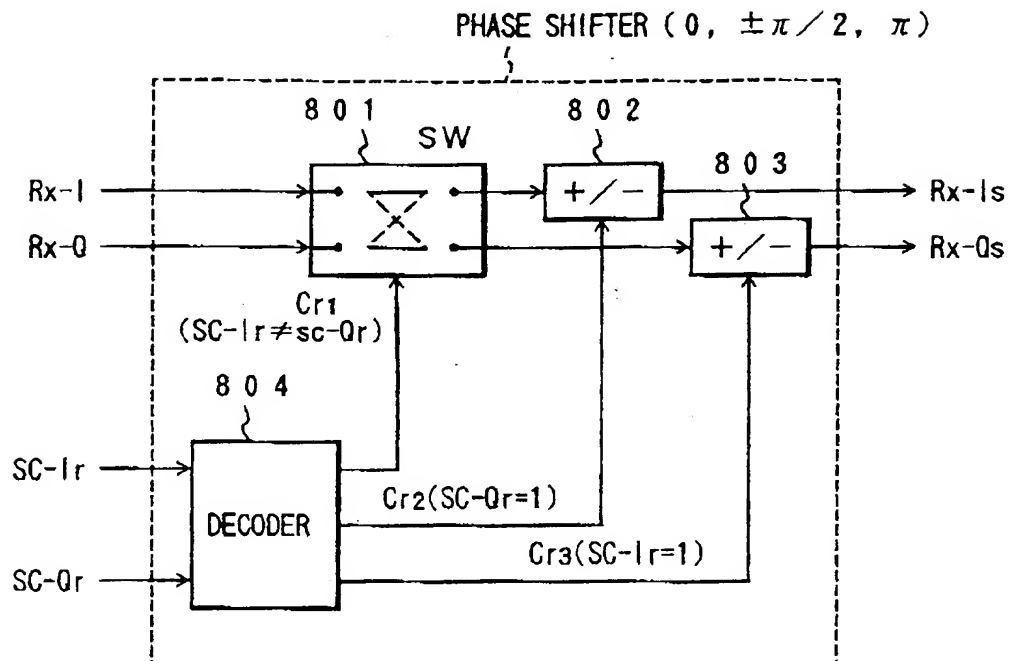 PHASE SHIFTER (0, ±π/2, π)
801
802
SW
803
Rx-I
+/-
Rx-Is
Rx-Q
+/-
Rx-Qs
Cr1
(SC-Ir≠sc-Qr)
804
SC-Ir
Cr2(SC-Qr=1)
DECODER
Cr3(SC-Ir=1)
SC-Qr